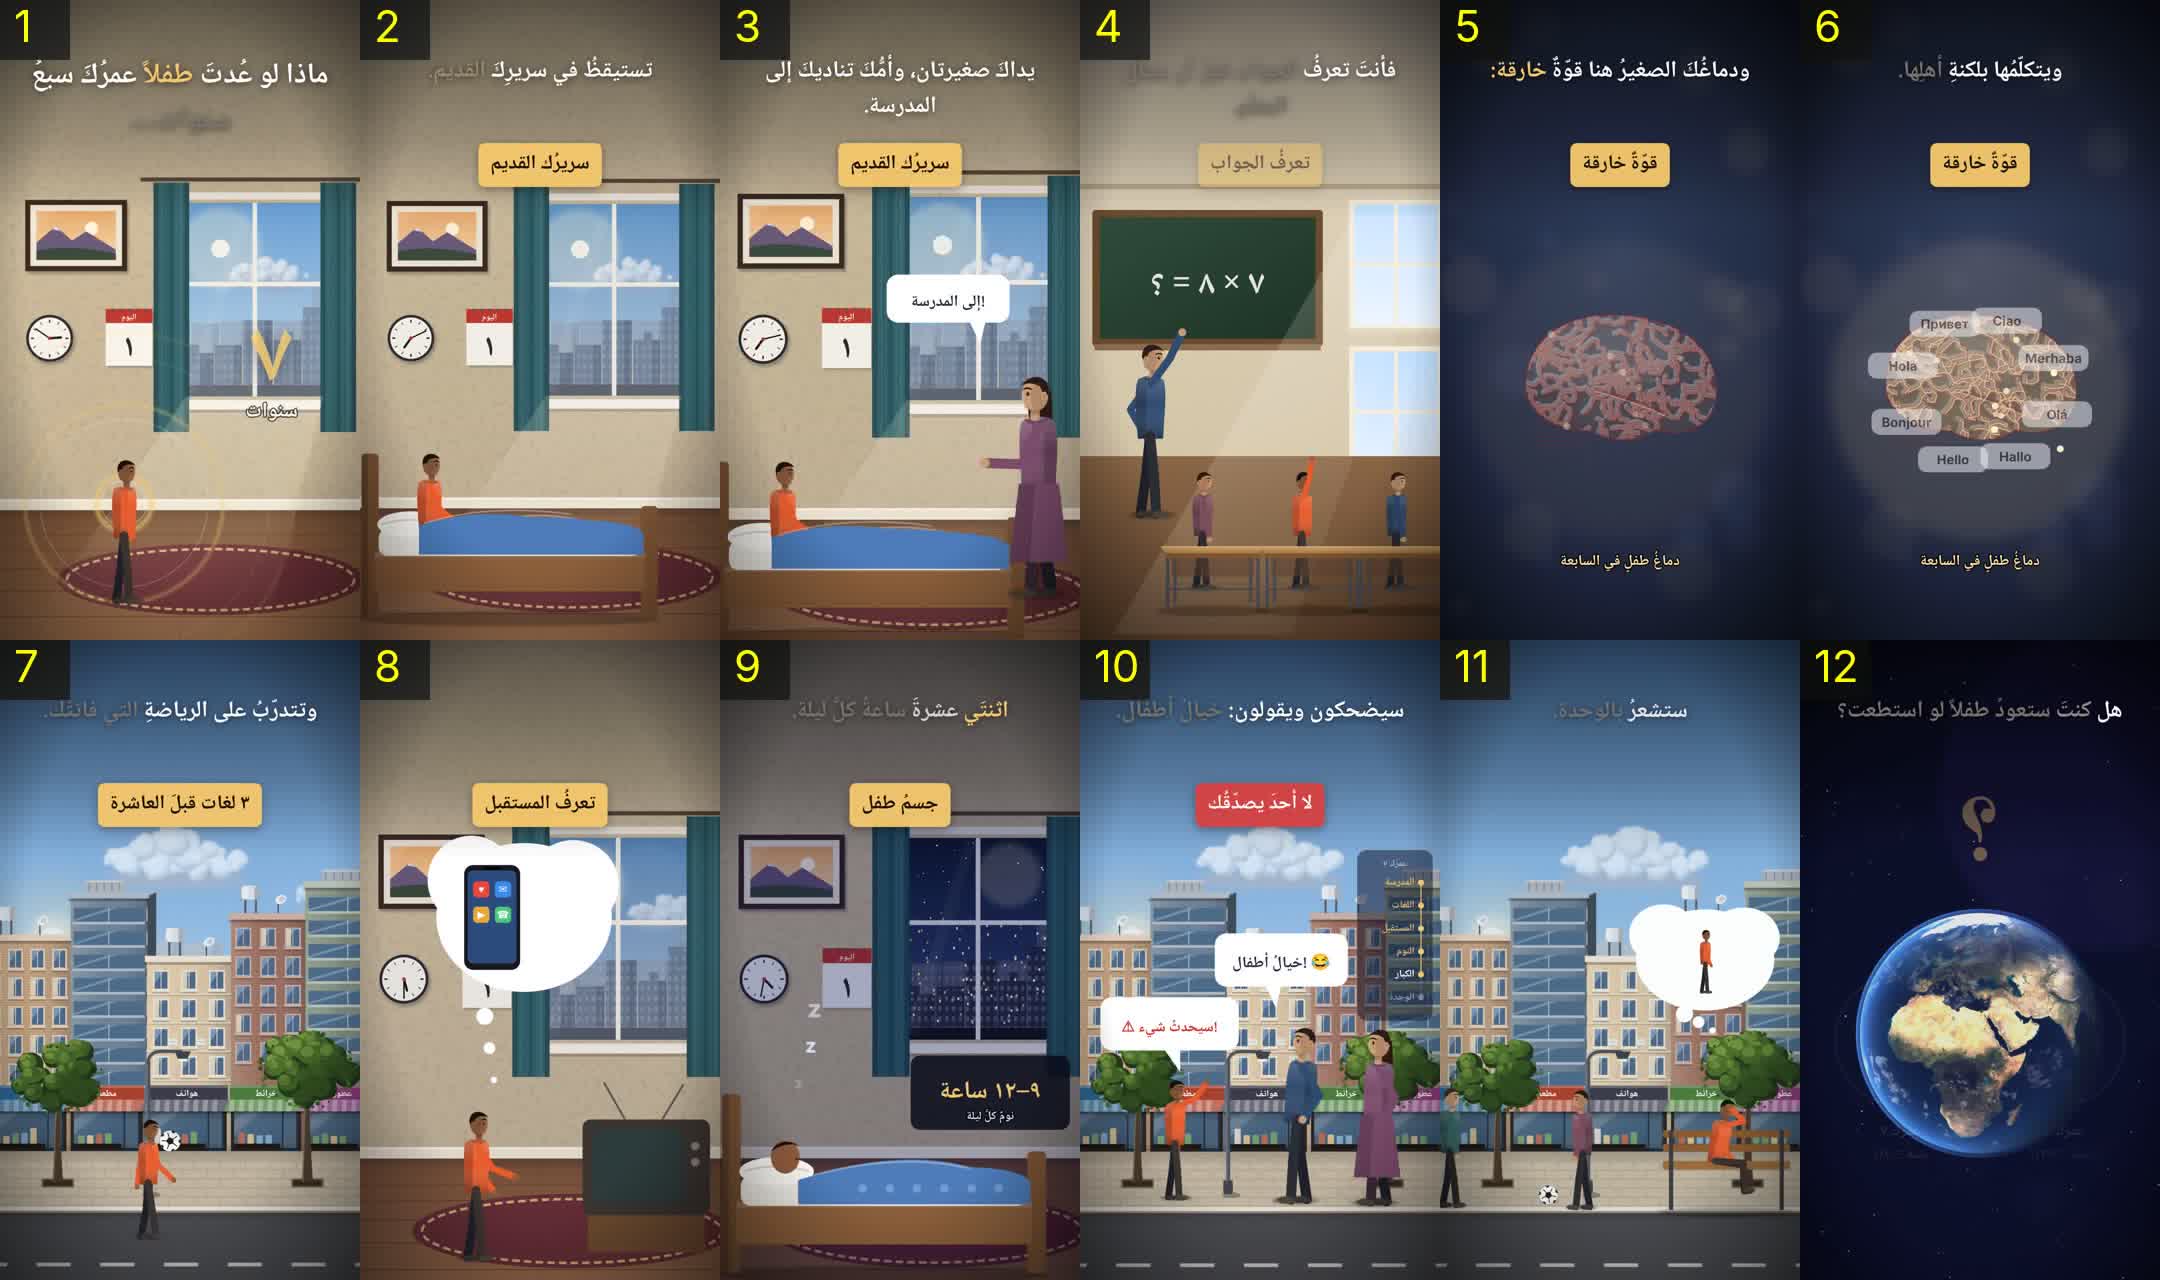 1
ماذا لو عُدتَ طفلاً عمرُكَ سبعُ
اليوم
١
٧
سنوات
2
تستيقظُ في سريرِكَ القديم.
سريرُك القديم
اليوم
١
3
يداكَ صغيرتان، وأمُّكَ تناديكَ إلى
المدرسة.
سريرُك القديم
إلى المدرسة!
اليوم
١
4
فأنتَ تعرفُ
تعرفُ الجواب
٧ × ٨ = ؟
5
ودماغُكَ الصغيرُ هنا قوّةٌ خارقة:
قوّةٌ خارقة
دماغُ طفلٍ في السابعة
6
ويتكلّمُها بلكنةِ أهلِها.
قوّةٌ خارقة
Привет
Ciao
Hola
Merhaba
Bonjour
Olá
Hello
Hallo
دماغُ طفلٍ في السابعة
7
وتتدرّبُ على الرياضةِ التي فاتتْك.
٣ لغات قبلَ العاشرة
هواتف
خرائط
8
تعرفُ المستقبل
١
9
اثنتَي عشرةَ ساعةً كلَّ ليلة.
جسمُ طفل
اليوم
١
z
z
z
٩–١٢ ساعة
نومٌ كلَّ ليلة
10
سيضحكون ويقولون: خيالُ أطفال.
لا أحدَ يصدّقُك
عمرُك ٧
المدرسة
اللغات
المستقبل
النوم
الكبار
الوحدة
خيالُ أطفال! 😂
سيحدثُ شيء! ⚠
هواتف
خرائط
11
ستشعرُ بالوحدة.
هواتف
خرائط
12
هل كنتَ ستعودُ طفلاً لو استطعت؟
؟